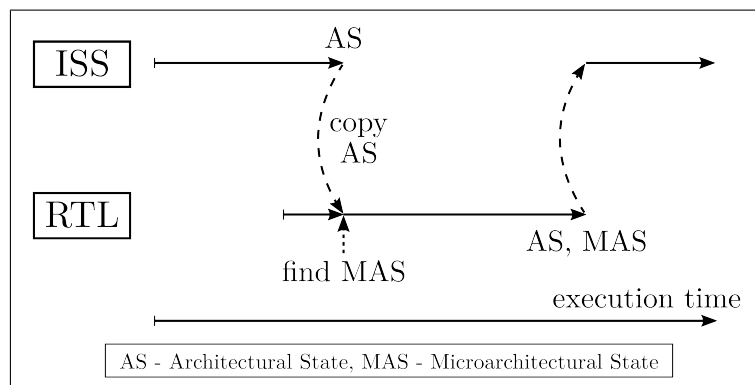 AS
ISS
copy
AS
RTL
AS, MAS
find MAS
execution time
AS - Architectural State, MAS - Microarchitectural State